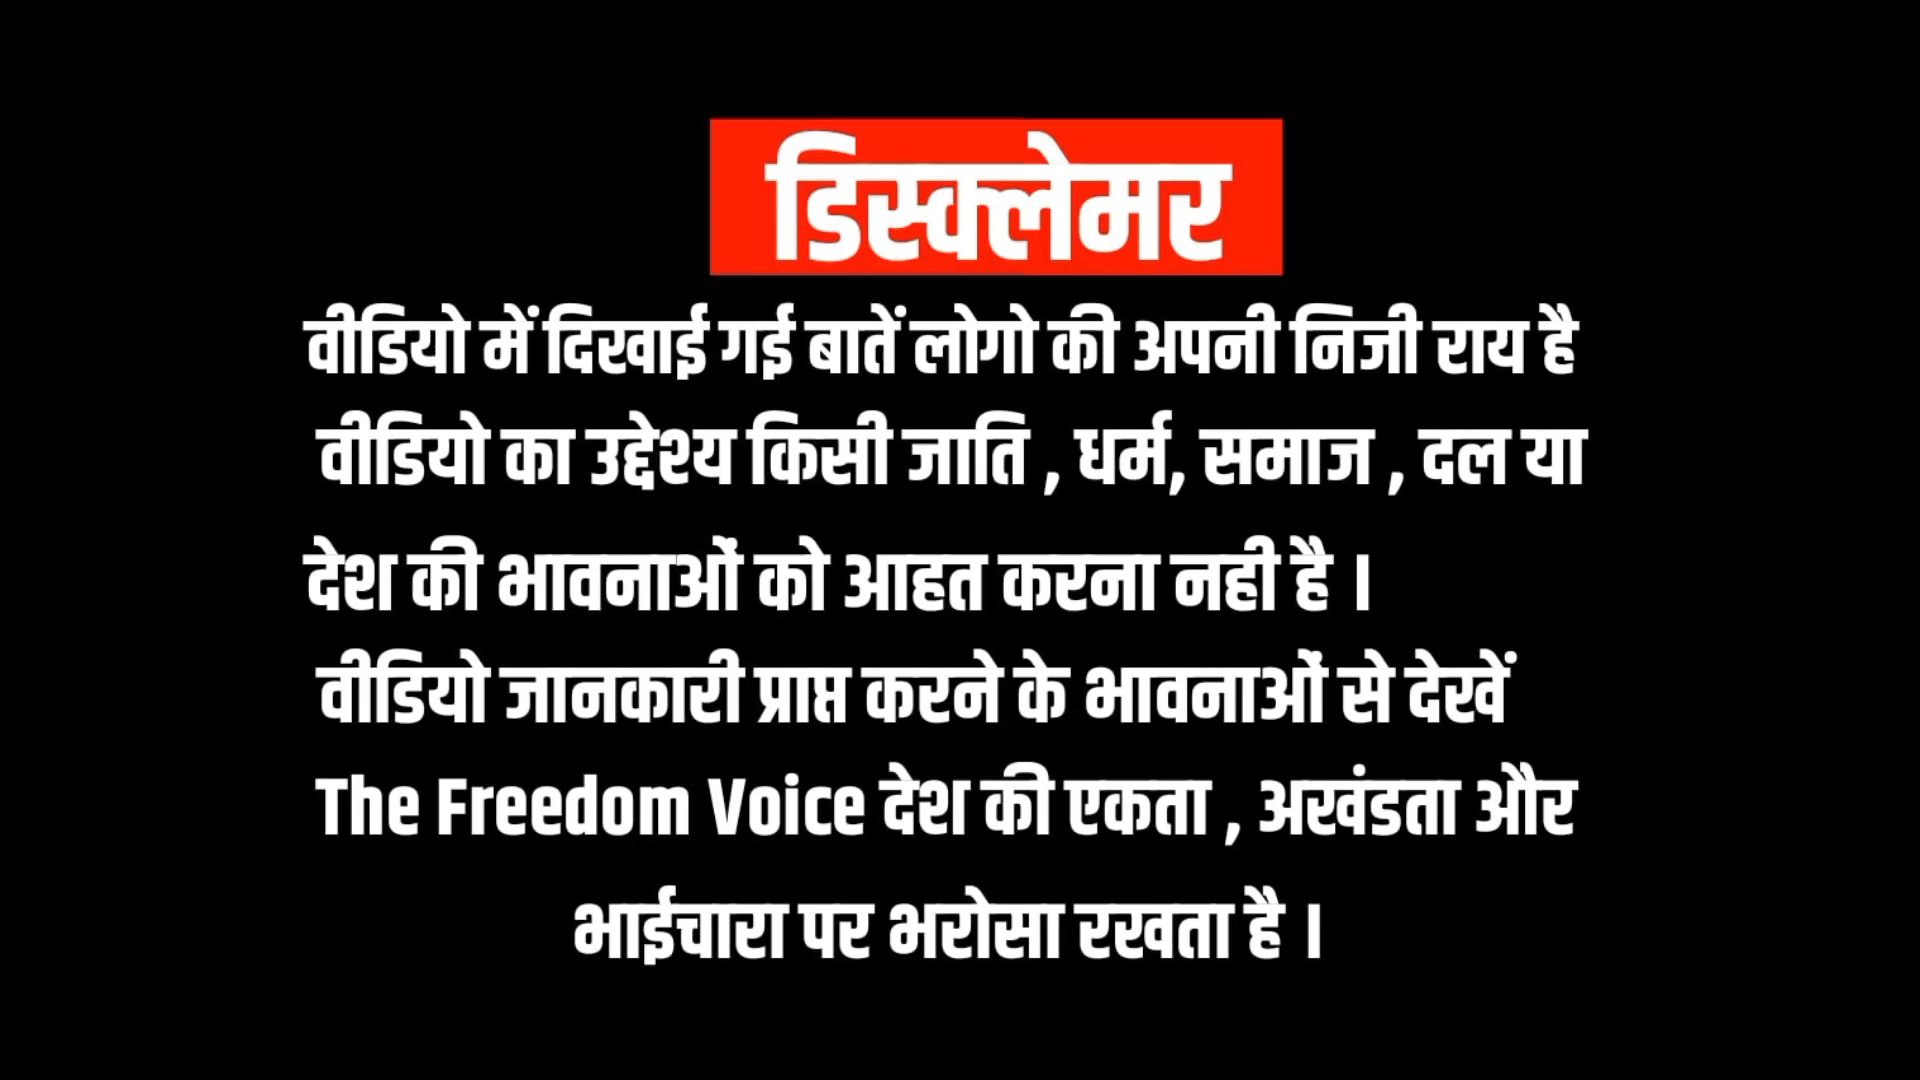 डिस्क्लेमर
वीडियो में दिखाई गई बातें लोगो की अपनी निजी राय है
वीडियो का उद्देश्य किसी जाति , धर्म, समाज , दल या
देश की भावनाओं को आहत करना नही है ।
वीडियो जानकारी प्राप्त करने के भावनाओं से देखें
The Freedom Voice देश की एकता , अखंडता और
भाईचारा पर भरोसा रखता है ।